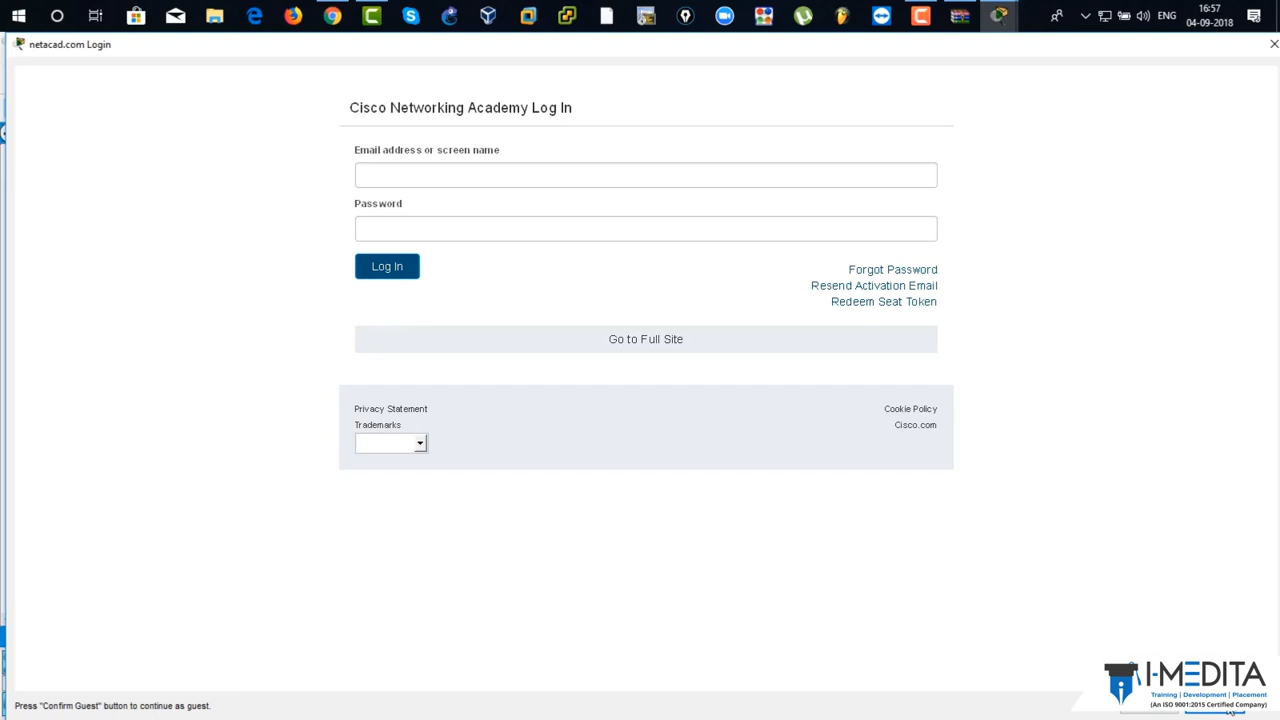 16:57
ENG
04-09-2018
netacad.com Login
Cisco Networking Academy Log In
Email address or screen name
Password
Log In
Forgot Password
Resend Activation Email
Redeem Seat Token
Go to Full Site
Privacy Statement
Cookie Policy
Trademarks
Cisco.com
I-MEDITA
Training | Development | Placement
(An ISO 9001:2015 Certified Company)
Press "Confirm Guest" button to continue as guest.